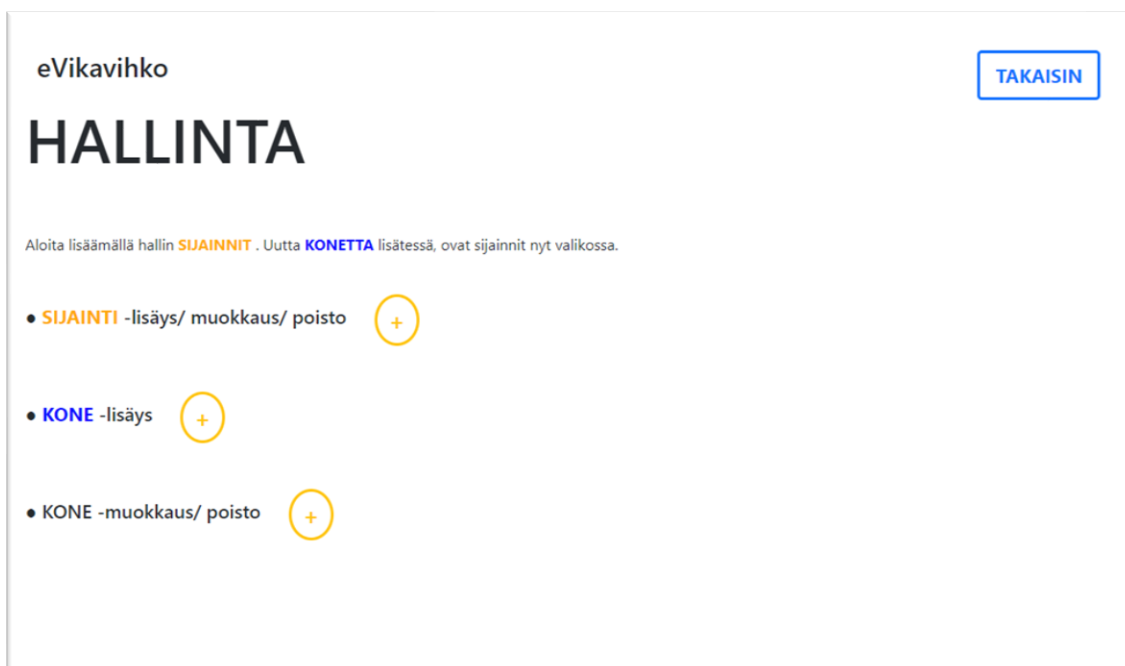 eVikavihko
TAKAISIN
HALLINTA
Aloita lisäämällä hallin SIJAINNIT . Uutta KONETTA lisätessä, ovat sijainnit nyt valikossa.
● SIJAINTI -lisäys/ muokkaus/ poisto +
● KONE -lisäys +
● KONE -muokkaus/ poisto +